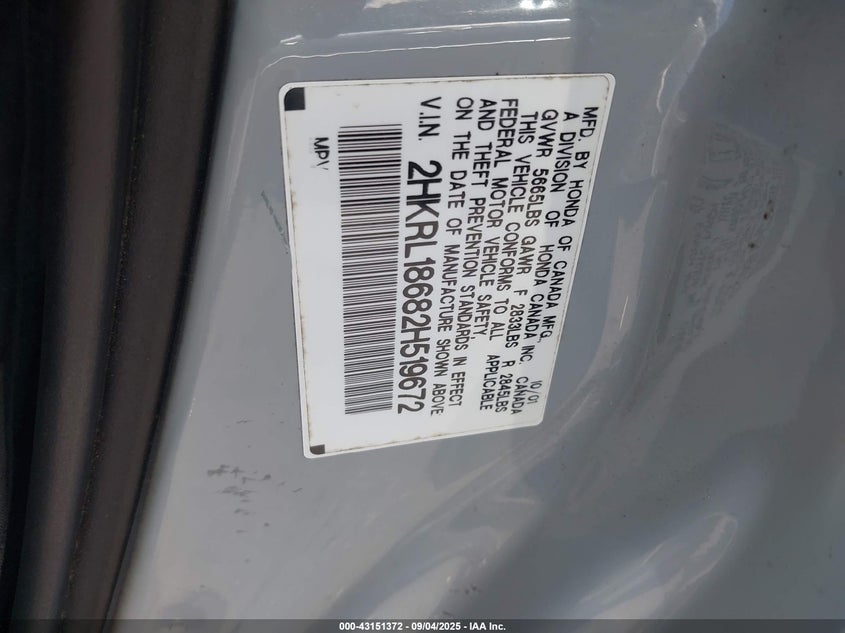 MFD. BY HONDA OF CANADA MFG.
A DIVISION OF HONDA CANADA INC. 10/01
GVWR 5665LBS GAWR F 2833LBS R 2845LBS
THIS VEHICLE CONFORMS TO ALL APPLICABLE
FEDERAL MOTOR VEHICLE SAFETY CANADA
AND THEFT PREVENTION STANDARDS IN EFFECT
ON THE DATE OF MANUFACTURE SHOWN ABOVE
V.I.N. 2HKRL18682H519672
MPV
000-43151372 - 09/04/2025 - IAA Inc.